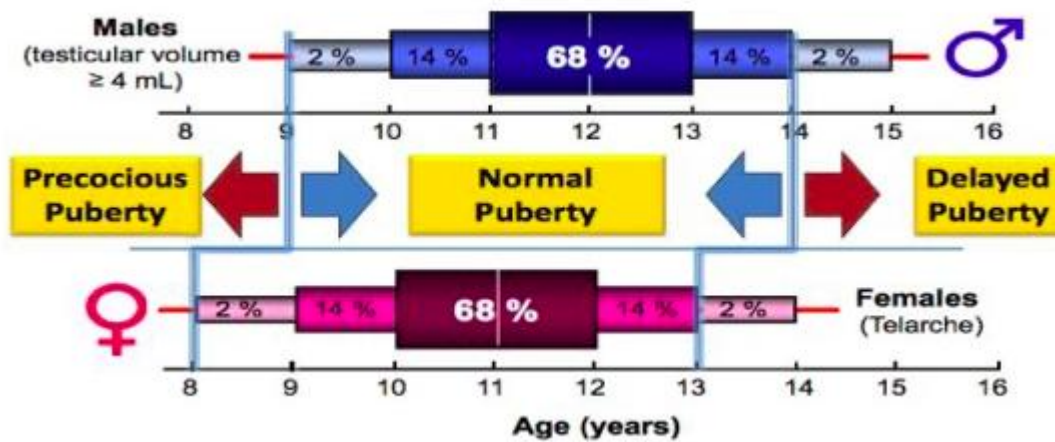 Males
(testicular volume
≥ 4 mL)
2 % 14 % 68 % 14 % 2 %
8 9 10 11 12 13 14 15 16
Precocious
Puberty
Normal
Puberty
Delayed
Puberty
2 % 14 % 68 % 14 % 2 %
Females
(Telarche)
8 9 10 11 12 13 14 15 16
Age (years)